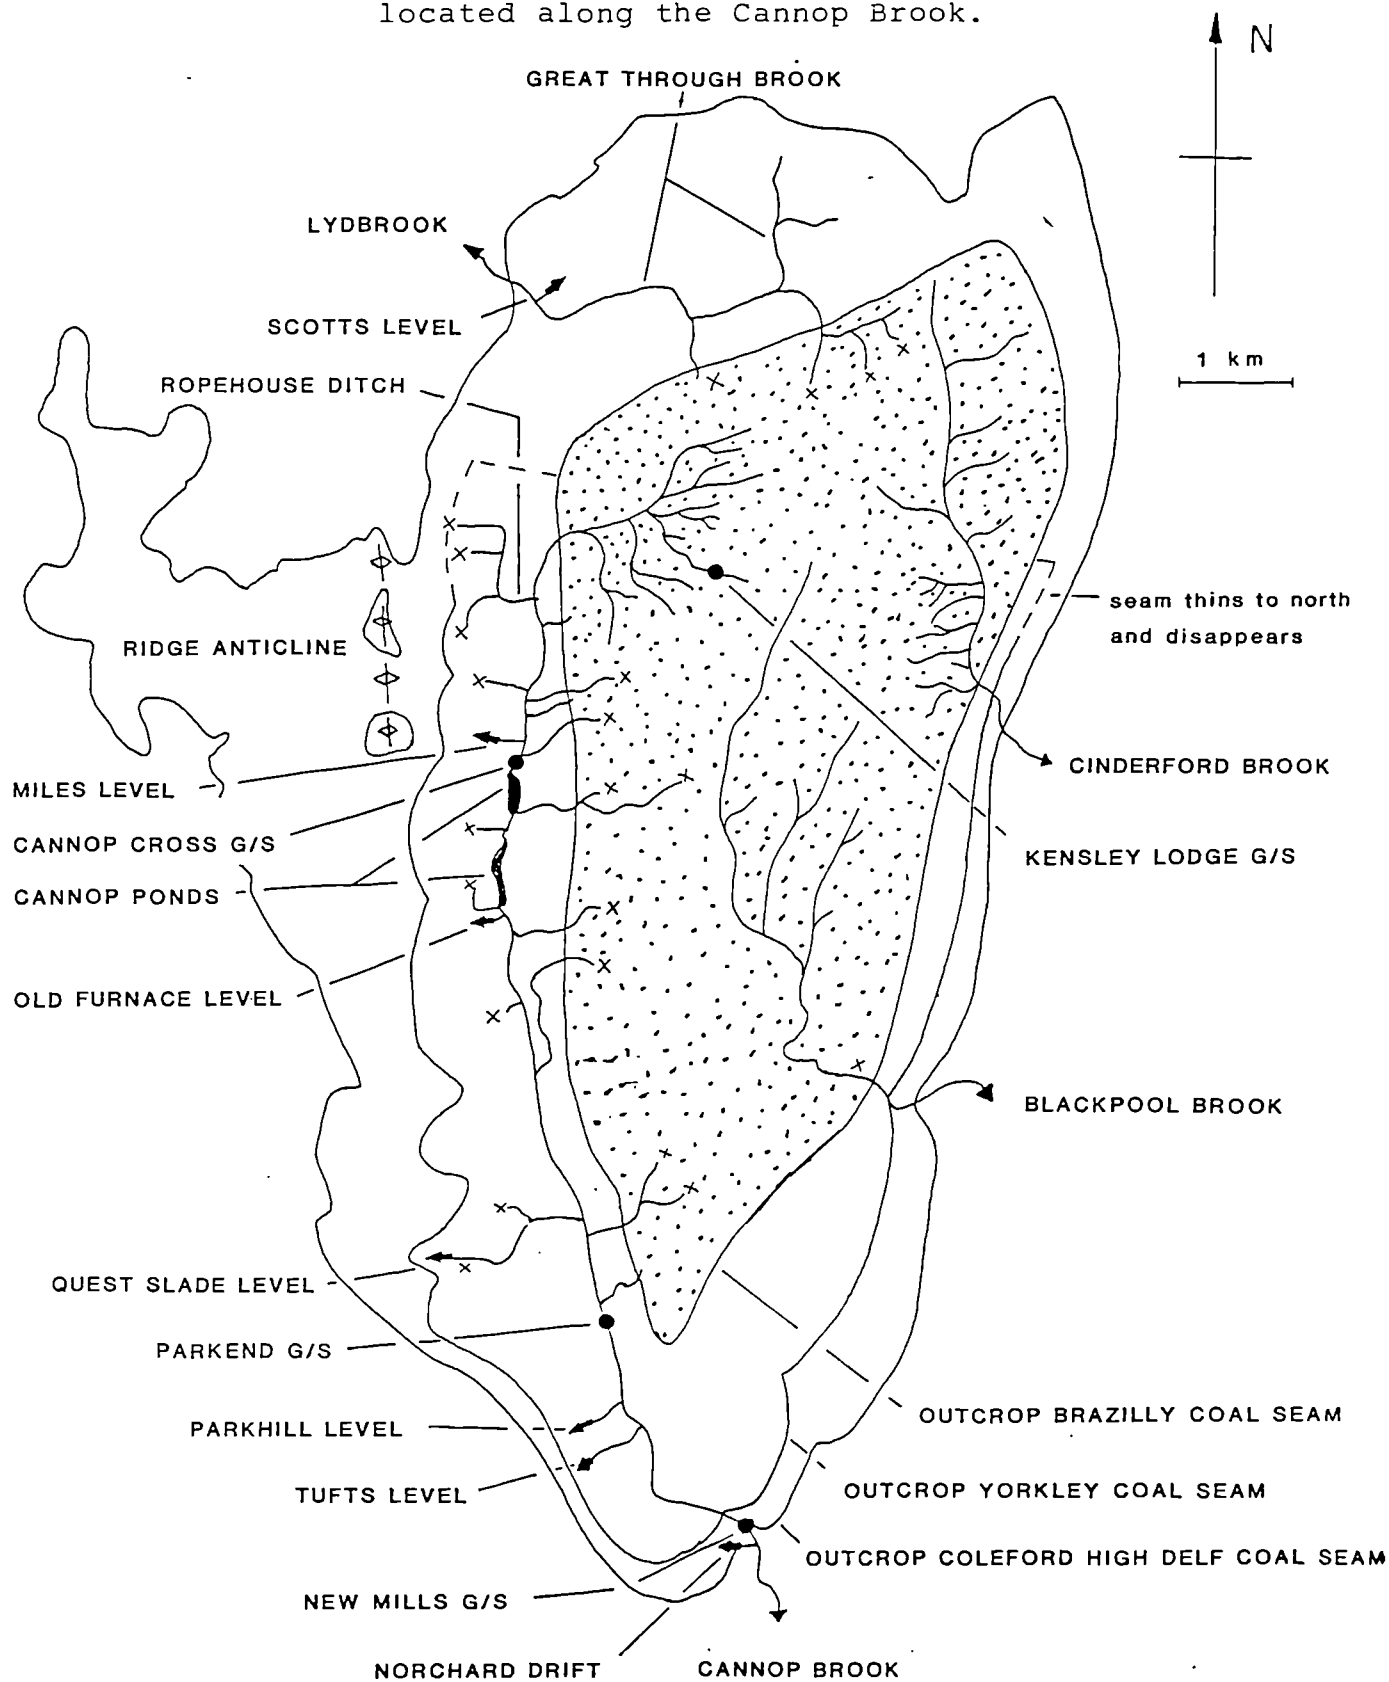 located along the Cannop Brook.
N
GREAT THROUGH BROOK
LYDBROOK
SCOTTS LEVEL
1 km
ROPEHOUSE DITCH
seam thins to north
and disappears
RIDGE ANTICLINE
CINDERFORD BROOK
MILES LEVEL
CANNOP CROSS G/S
KENSLEY LODGE G/S
CANNOP PONDS
OLD FURNACE LEVEL
BLACKPOOL BROOK
QUEST SLADE LEVEL
PARKEND G/S
OUTCROP BRAZILLY COAL SEAM
PARKHILL LEVEL
OUTCROP YORKLEY COAL SEAM
TUFTS LEVEL
OUTCROP COLEFORD HIGH DELF COAL SEAM
NEW MILLS G/S
NORCHARD DRIFT
CANNOP BROOK